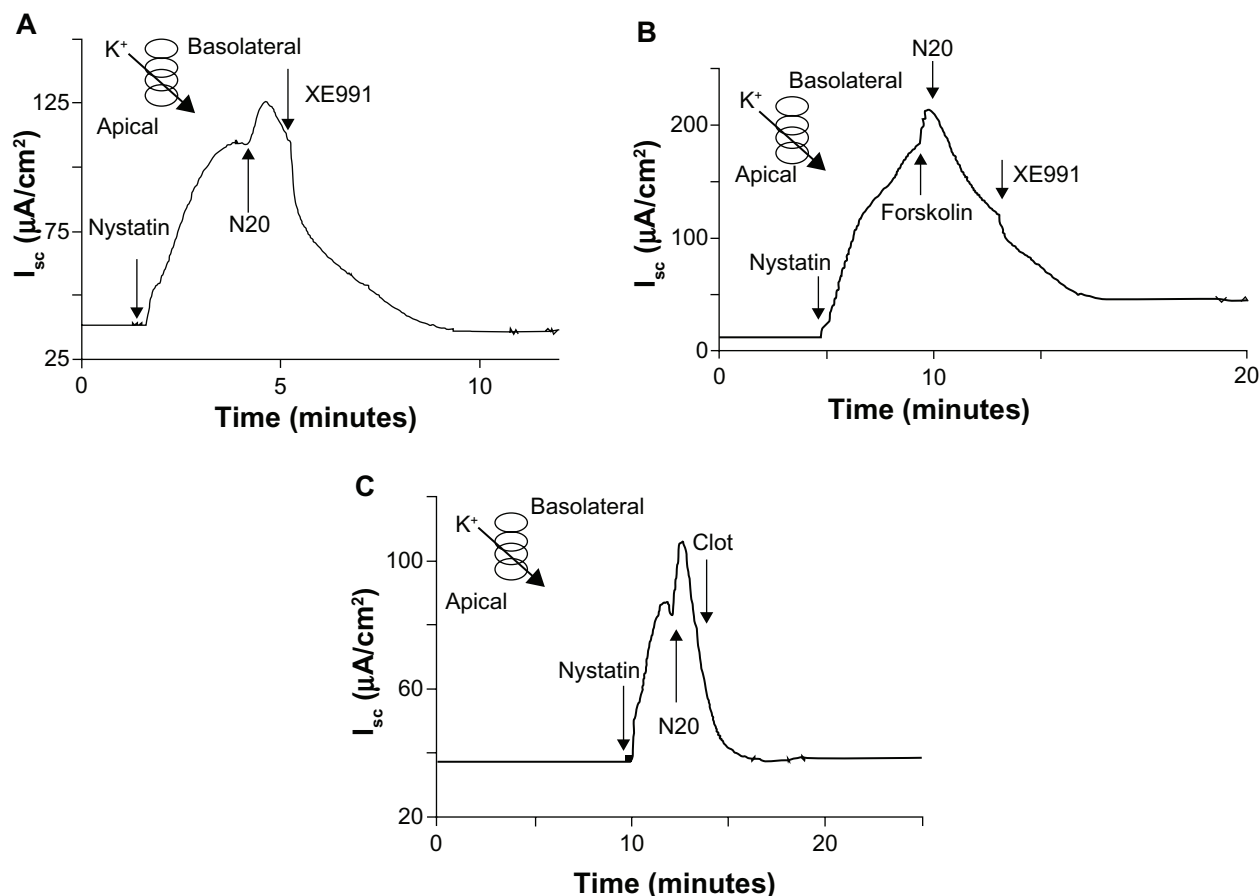 A
K+
Basolateral
Apical
XE991
Nystatin
N20
125
75
25
Isc (µA/cm2)
0
5
10
Time (minutes)
B
N20
Basolateral
K+
Apical
XE991
Forskolin
Nystatin
200
100
0
Isc (µA/cm2)
0
10
20
Time (minutes)
C
Basolateral
K+
Apical
Clot
Nystatin
N20
100
60
20
Isc (µA/cm2)
0
10
20
Time (minutes)